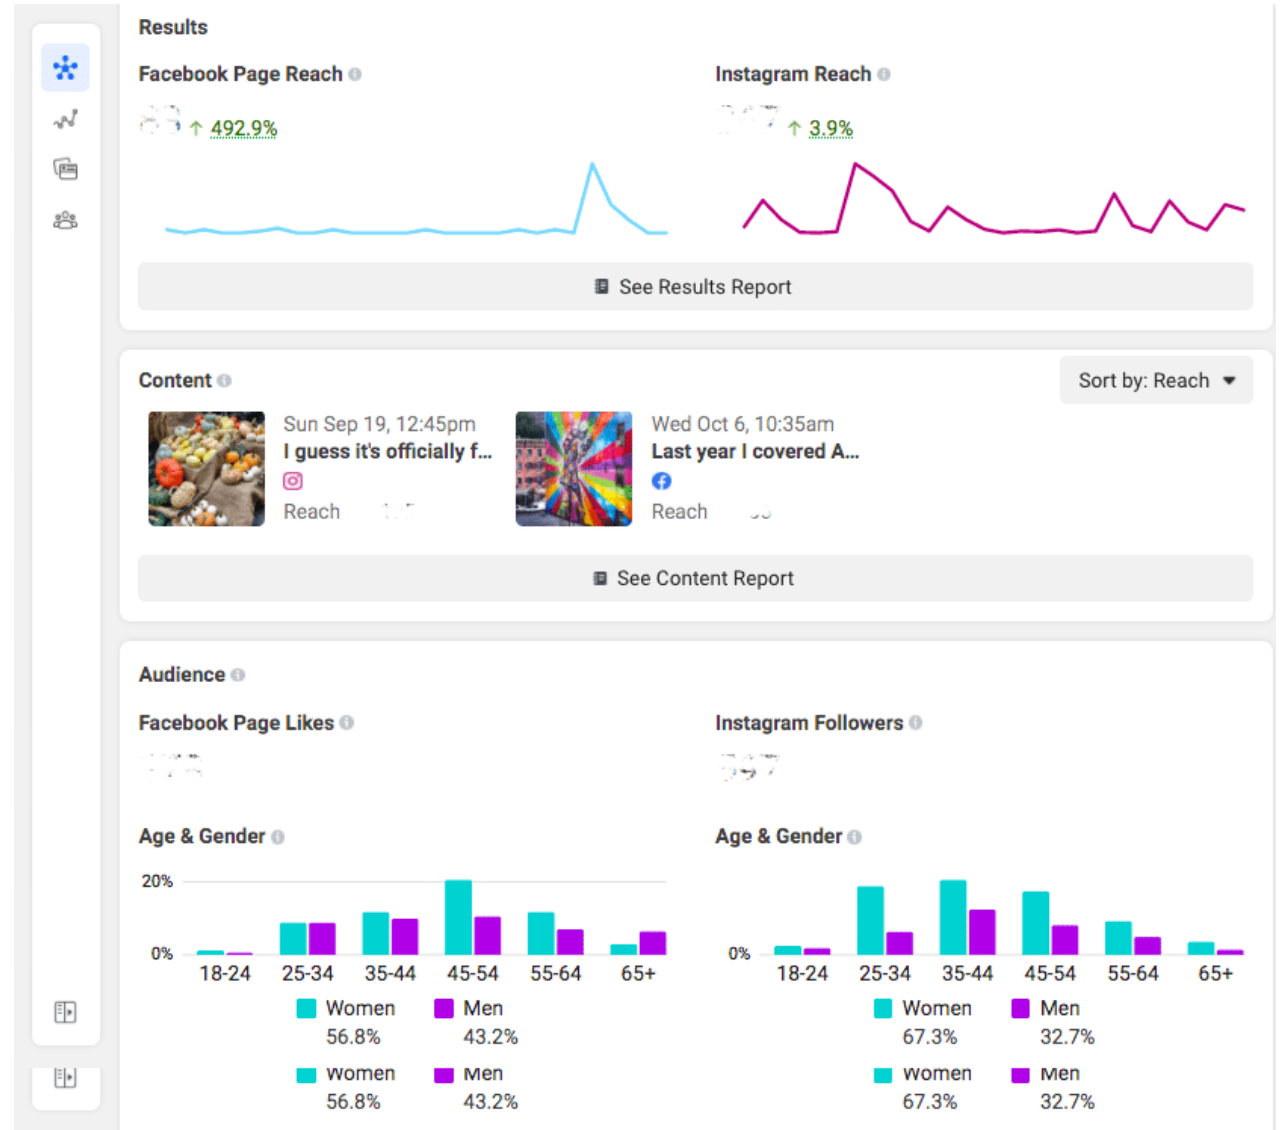 Results
Facebook Page Reach
Instagram Reach
↑ 492.9%
↑ 3.9%
See Results Report
Content
Sort by: Reach
Sun Sep 19, 12:45pm
I guess it's officially f...
Reach
Wed Oct 6, 10:35am
Last year I covered A...
Reach
See Content Report
Audience
Facebook Page Likes
Instagram Followers
Age & Gender
20%
0%
18-24 25-34 35-44 45-54 55-64 65+
Women Men
56.8% 43.2%
Women Men
56.8% 43.2%
Age & Gender
0%
18-24 25-34 35-44 45-54 55-64 65+
Women Men
67.3% 32.7%
Women Men
67.3% 32.7%